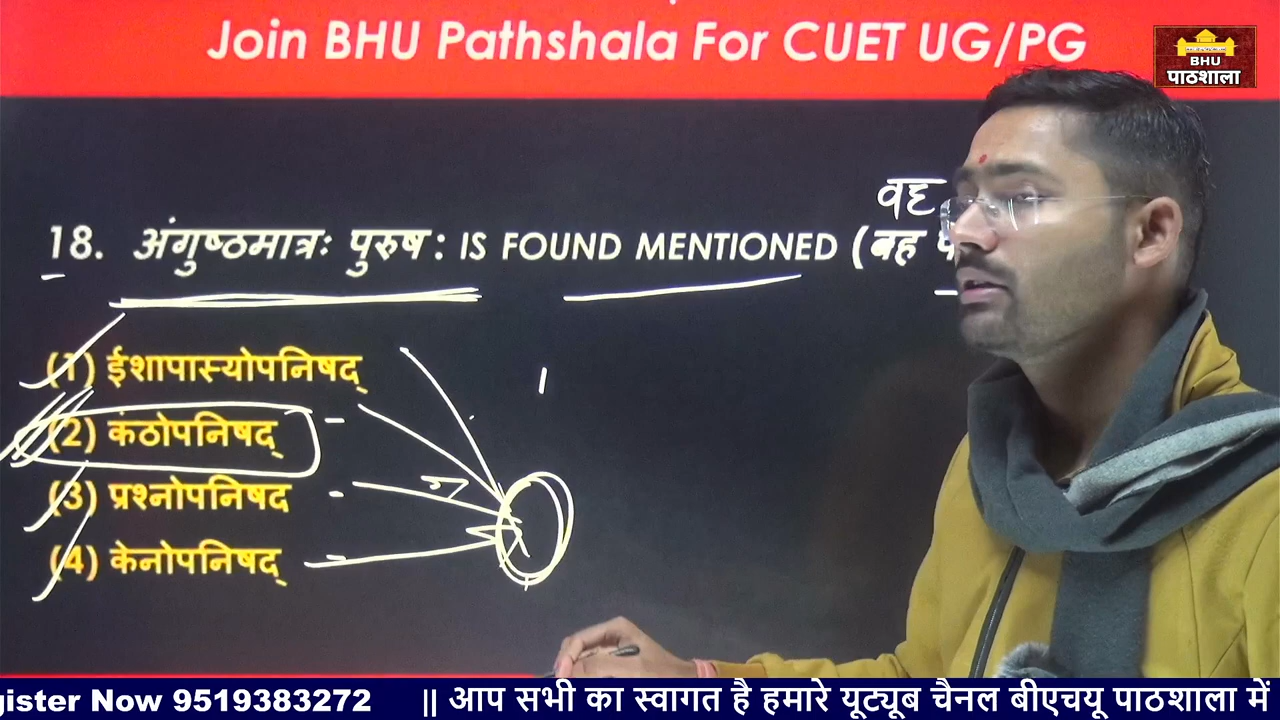 Join BHU Pathshala For CUET UG/PG
BHU
पाठशाला
वह
18. अंगुष्ठमात्रः पुरुष : IS FOUND MENTIONED (बह
(1) ईशापास्योपनिषद्
(2) कंठोपनिषद्
(3) प्रश्नोपनिषद
(4) केनोपनिषद्
gister Now 9519383272 || आप सभी का स्वागत है हमारे यूट्यूब चैनल बीएचयू पाठशाला में